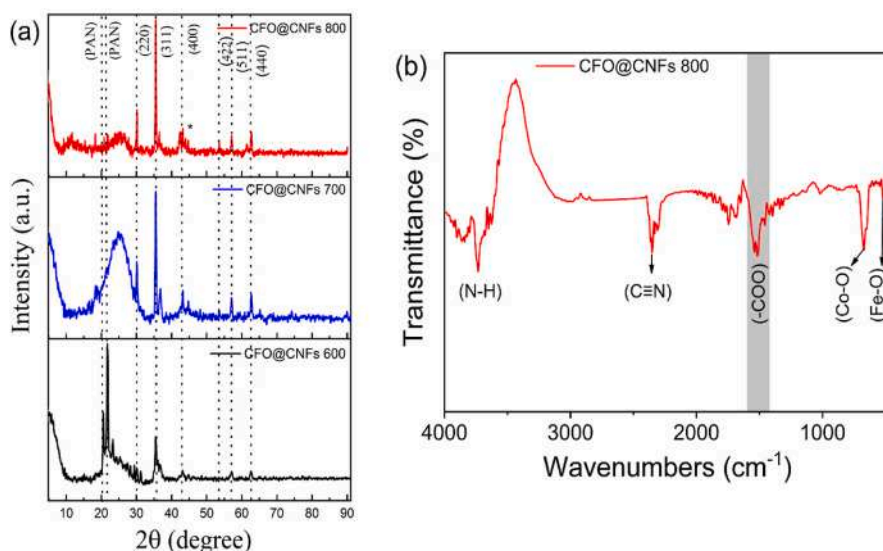 (a)
CFO@CNFs 800
(PAN)
(PAN)
(220)
(311)
(400)
*
(422)
(511)
(440)
CFO@CNFs 700
CFO@CNFs 600
Intensity (a.u.)
10 20 30 40 50 60 70 80 90
2θ (degree)
(b)
CFO@CNFs 800
Transmittance (%)
(N-H)
(C≡N)
(-COO)
(Co-O)
(Fe-O)
4000 3000 2000 1000
Wavenumbers (cm⁻¹)